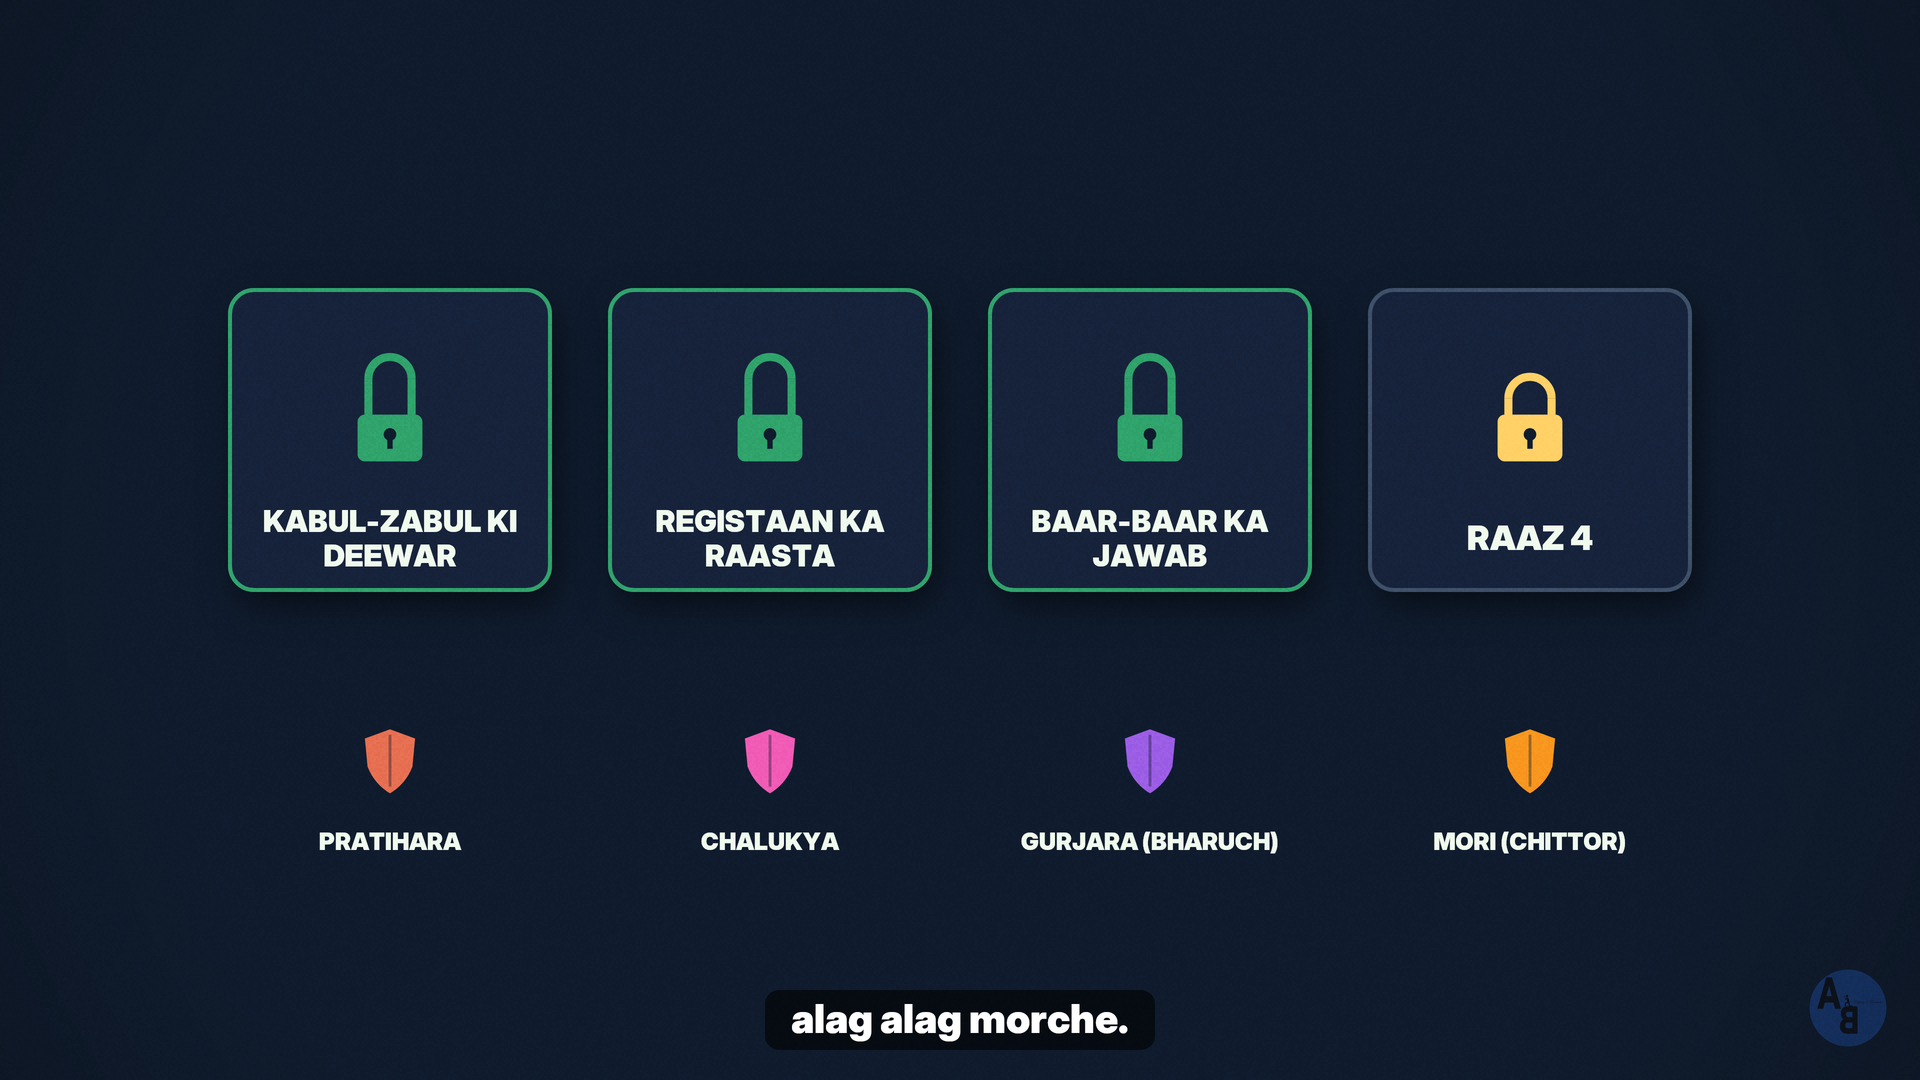 KABUL-ZABUL KI
DEEWAR
REGISTAAN KA
RAASTA
BAAR-BAAR KA
JAWAB
RAAZ 4
PRATIHARA
CHALUKYA
GURJARA (BHARUCH)
MORI (CHITTOR)
alag alag morche.
A
B